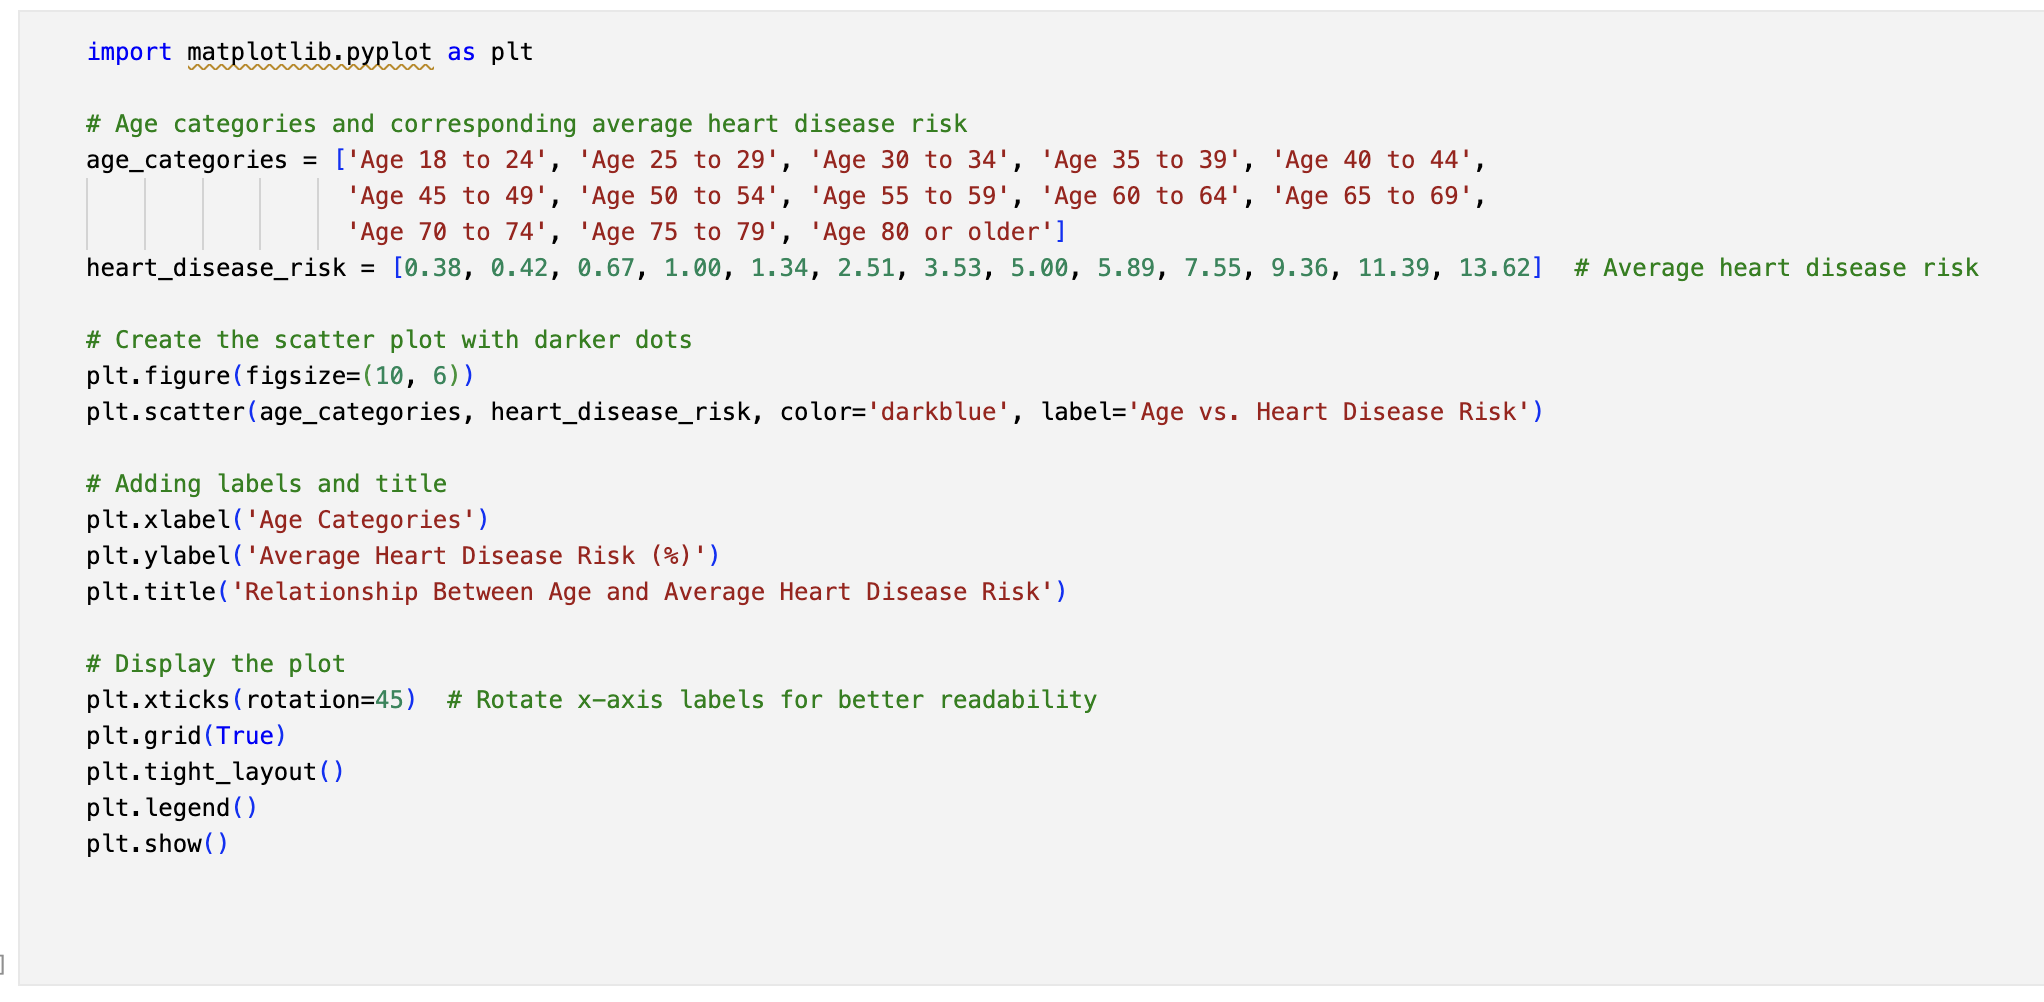 import matplotlib.pyplot as plt
# Age categories and corresponding average heart disease risk
age_categories = ['Age 18 to 24', 'Age 25 to 29', 'Age 30 to 34', 'Age 35 to 39', 'Age 40 to 44',
'Age 45 to 49', 'Age 50 to 54', 'Age 55 to 59', 'Age 60 to 64', 'Age 65 to 69',
'Age 70 to 74', 'Age 75 to 79', 'Age 80 or older']
heart_disease_risk = [0.38, 0.42, 0.67, 1.00, 1.34, 2.51, 3.53, 5.00, 5.89, 7.55, 9.36, 11.39, 13.62]  # Average heart disease risk
# Create the scatter plot with darker dots
plt.figure(figsize=(10, 6))
plt.scatter(age_categories, heart_disease_risk, color='darkblue', label='Age vs. Heart Disease Risk')
# Adding labels and title
plt.xlabel('Age Categories')
plt.ylabel('Average Heart Disease Risk (%)')
plt.title('Relationship Between Age and Average Heart Disease Risk')
# Display the plot
plt.xticks(rotation=45)  # Rotate x-axis labels for better readability
plt.grid(True)
plt.tight_layout()
plt.legend()
plt.show()
]